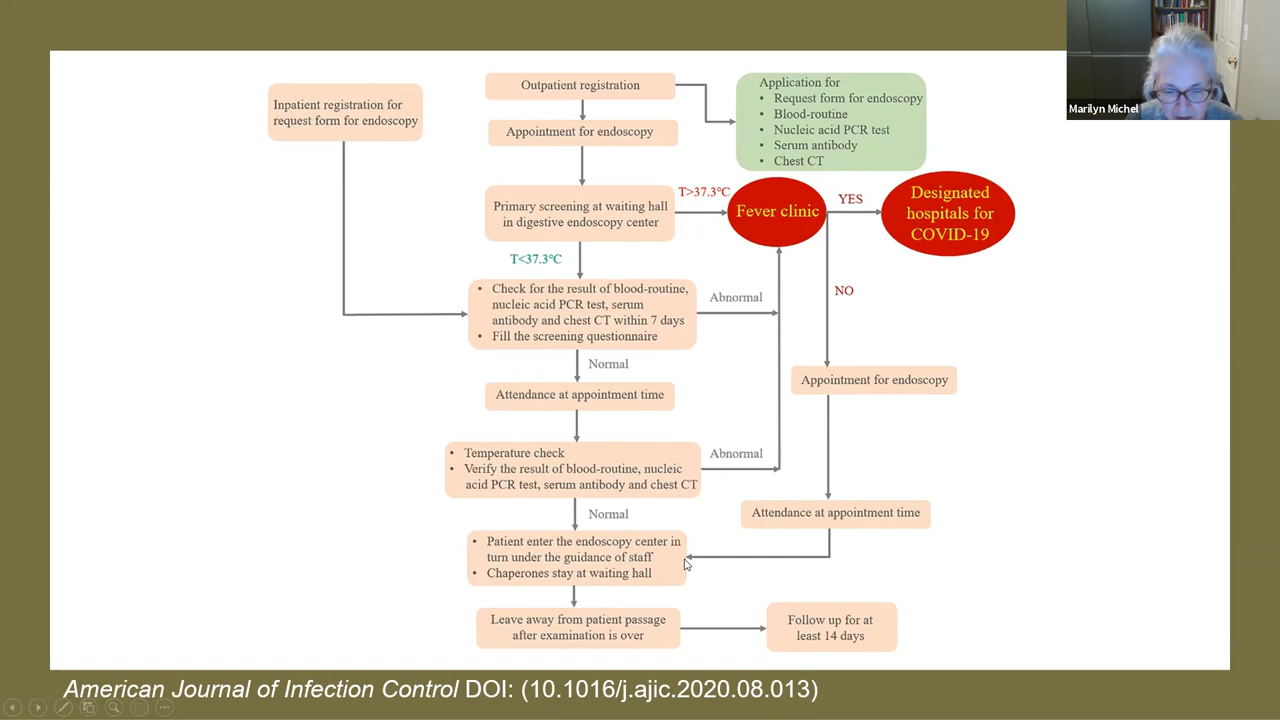 Marilyn Michel
Inpatient registration for
request form for endoscopy
Outpatient registration
Appointment for endoscopy
Application for
• Request form for endoscopy
• Blood-routine
• Nucleic acid PCR test
• Serum antibody
• Chest CT
Primary screening at waiting hall
in digestive endoscopy center
T>37.3℃
Fever clinic
YES
Designated
hospitals for
COVID-19
T<37.3℃
NO
• Check for the result of blood-routine,
nucleic acid PCR test, serum
antibody and chest CT within 7 days
• Fill the screening questionnaire
Abnormal
Normal
Appointment for endoscopy
Attendance at appointment time
• Temperature check
• Verify the result of blood-routine, nucleic
acid PCR test, serum antibody and chest CT
Abnormal
Normal
Attendance at appointment time
• Patient enter the endoscopy center in
turn under the guidance of staff
• Chaperones stay at waiting hall
Leave away from patient passage
after examination is over
Follow up for at
least 14 days
American Journal of Infection Control DOI: (10.1016/j.ajic.2020.08.013)